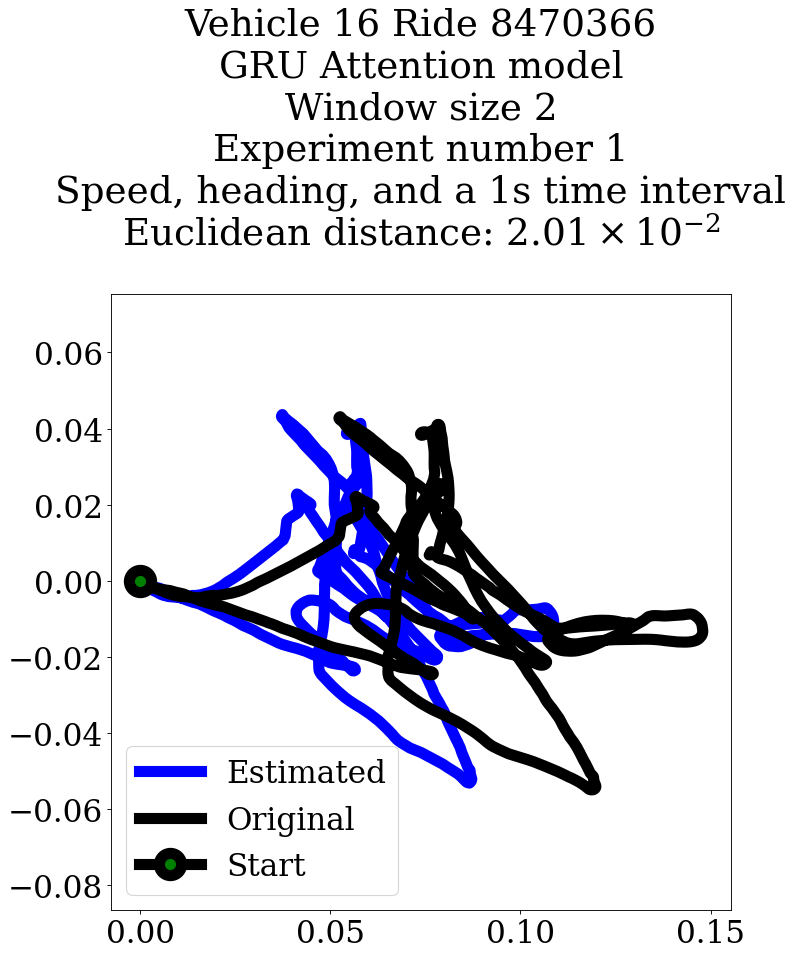 Vehicle 16 Ride 8470366
GRU Attention model
Window size 2
Experiment number 1
Speed, heading, and a 1s time interval
Euclidean distance: 2.01 × 10⁻²
0.06
0.04
0.02
0.00
−0.02
−0.04
−0.06
−0.08
Estimated
Original
Start
0.00 0.05 0.10 0.15